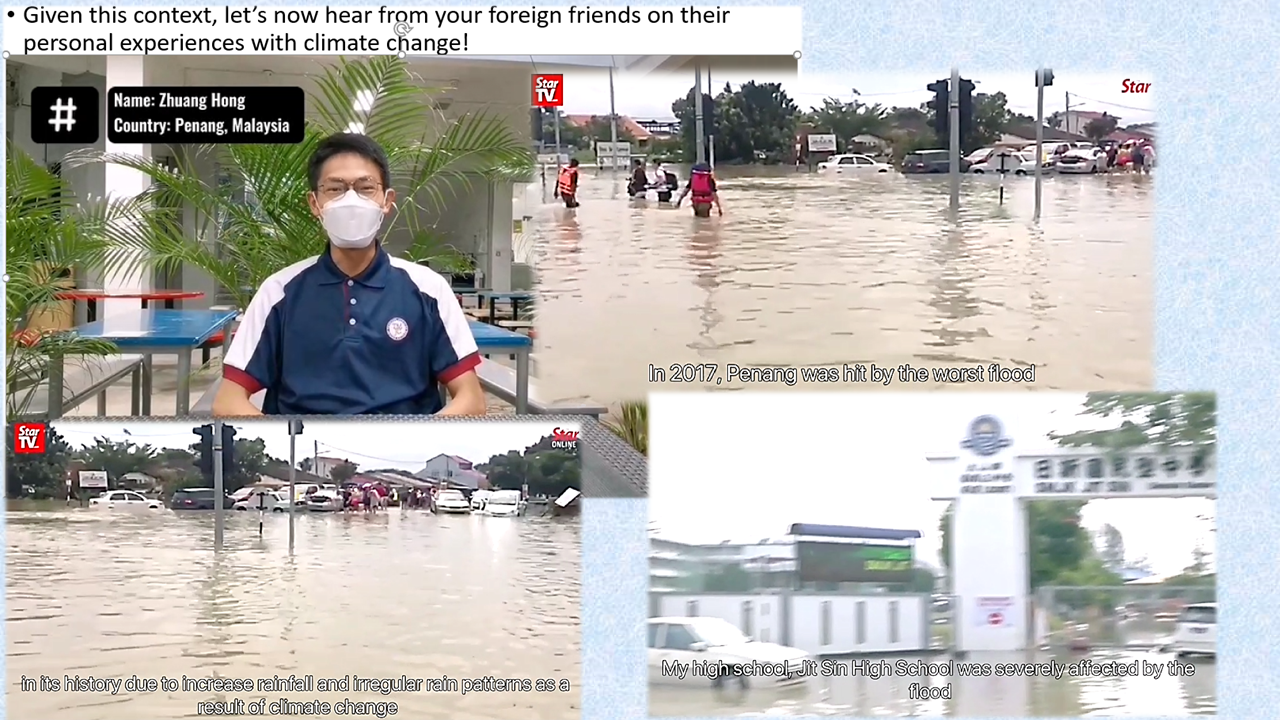 • Given this context, let’s now hear from your foreign friends on their
personal experiences with climate change!
#
Name: Zhuang Hong
Country: Penang, Malaysia
Star
TV
Star
In 2017, Penang was hit by the worst flood
Star
TV
Star
ONLINE
in its history due to increase rainfall and irregular rain patterns as a
result of climate change
My high school, Jit Sin High School was severely affected by the
flood